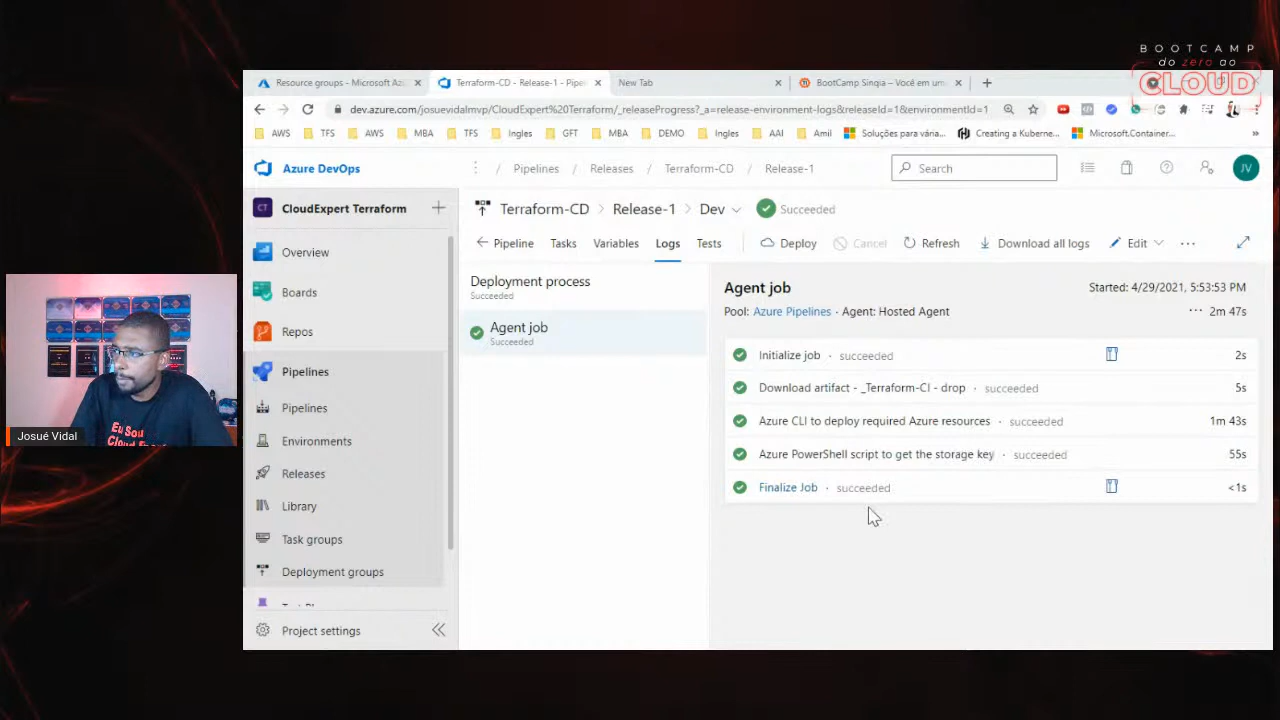 BOOTCAMP
do zero ao
CLOUD
Resource groups - Microsoft Az
Terraform-CD - Release-1 - Pipe
New Tab
BootCamp Sinqia – Você em um
dev.azure.com/josuevidalmvp/CloudExpert%20Terraform/_releaseProgress?_a=release-environment-logs&releaseId=1&environmentId=1
AWS TFS AWS MBA TFS Ingles GFT MBA DEMO Ingles AAI Amil Soluções para vária... Creating a Kuberne... Microsoft.Container... »
Azure DevOps
/ Pipelines / Releases / Terraform-CD / Release-1
Search
JV
CT CloudExpert Terraform
Overview
Boards
Repos
Pipelines
Pipelines
Environments
Releases
Library
Task groups
Deployment groups
Project settings
Terraform-CD > Release-1 > Dev Succeeded
Pipeline Tasks Variables Logs Tests Deploy Cancel Refresh Download all logs Edit ...
Deployment process
Succeeded
Agent job
Succeeded
Agent job
Started: 4/29/2021, 5:53:53 PM
Pool: Azure Pipelines · Agent: Hosted Agent
... 2m 47s
Initialize job · succeeded 2s
Download artifact - _Terraform-CI - drop · succeeded 5s
Azure CLI to deploy required Azure resources · succeeded 1m 43s
Azure PowerShell script to get the storage key · succeeded 55s
Finalize Job · succeeded <1s
Eu Sou
Josué Vidal